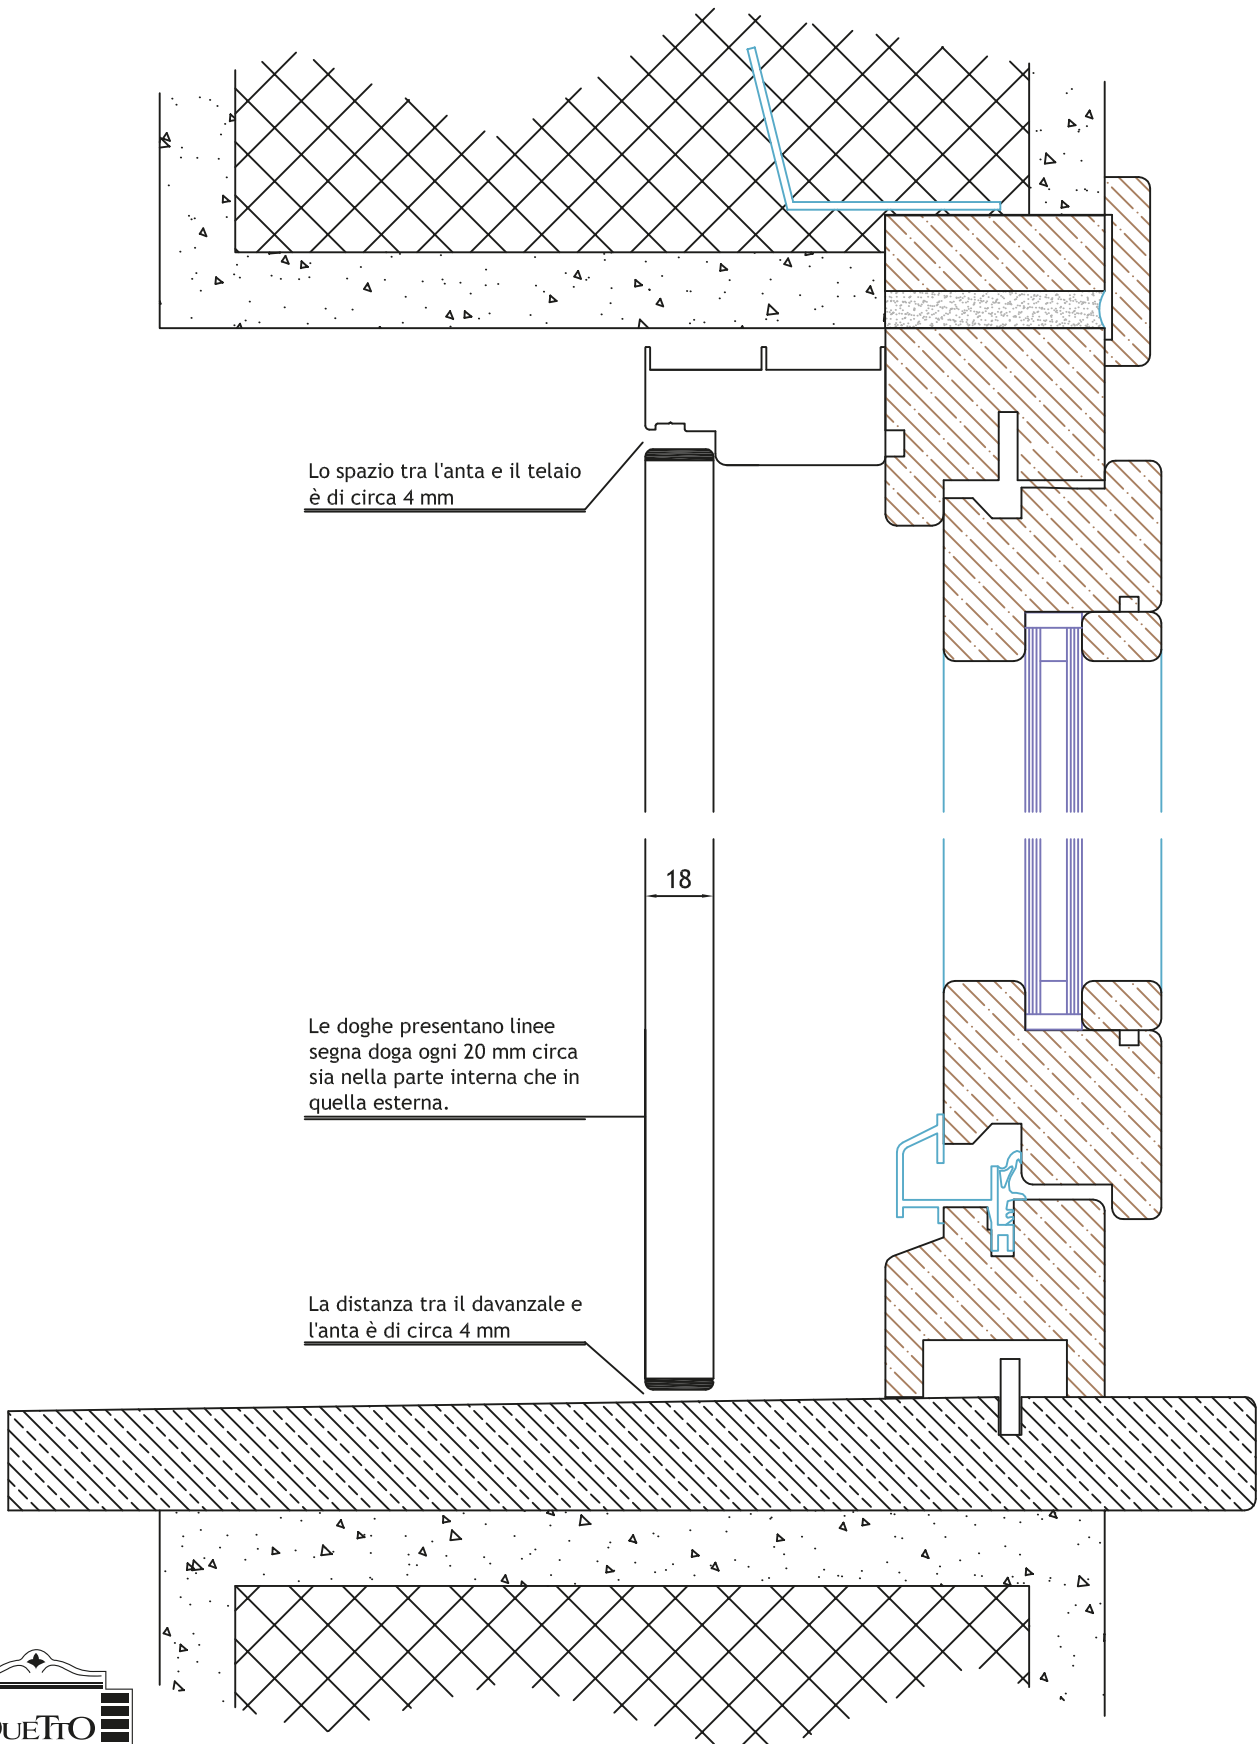 Lo spazio tra l'anta e il telaio
è di circa 4 mm
18
Le doghe presentano linee
segna doga ogni 20 mm circa
sia nella parte interna che in
quella esterna.
La distanza tra il davanzale e
l'anta è di circa 4 mm